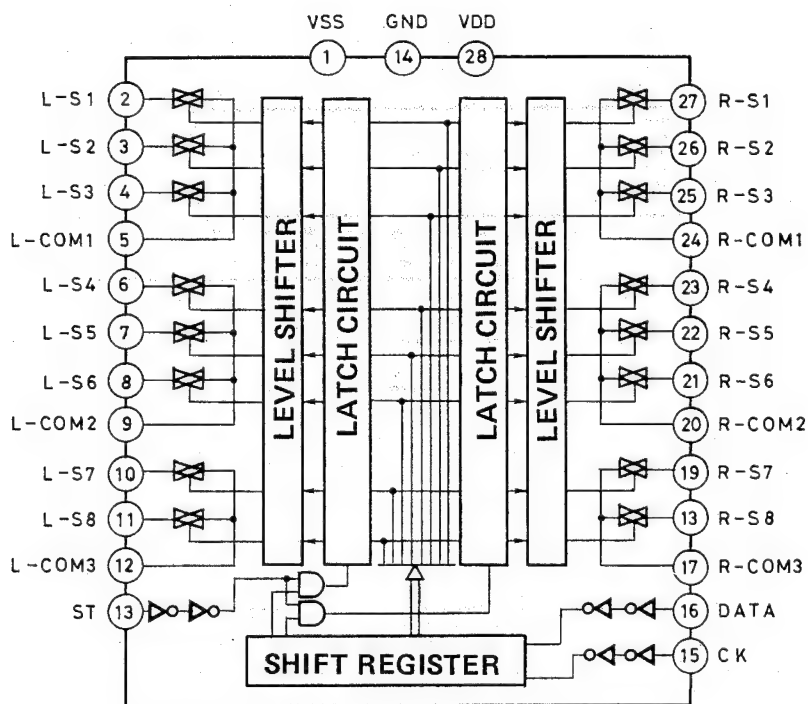 VSS GND VDD
1 14 28
L-S1 2 27 R-S1
L-S2 3 26 R-S2
L-S3 4 25 R-S3
L-COM1 5 24 R-COM1
L-S4 6 23 R-S4
L-S5 7 22 R-S5
L-S6 8 21 R-S6
L-COM2 9 20 R-COM2
L-S7 10 19 R-S7
L-S8 11 13 R-S8
L-COM3 12 17 R-COM3
ST 13 16 DATA
15 CK
LEVEL SHIFTER
LATCH CIRCUIT
LATCH CIRCUIT
LEVEL SHIFTER
SHIFT REGISTER